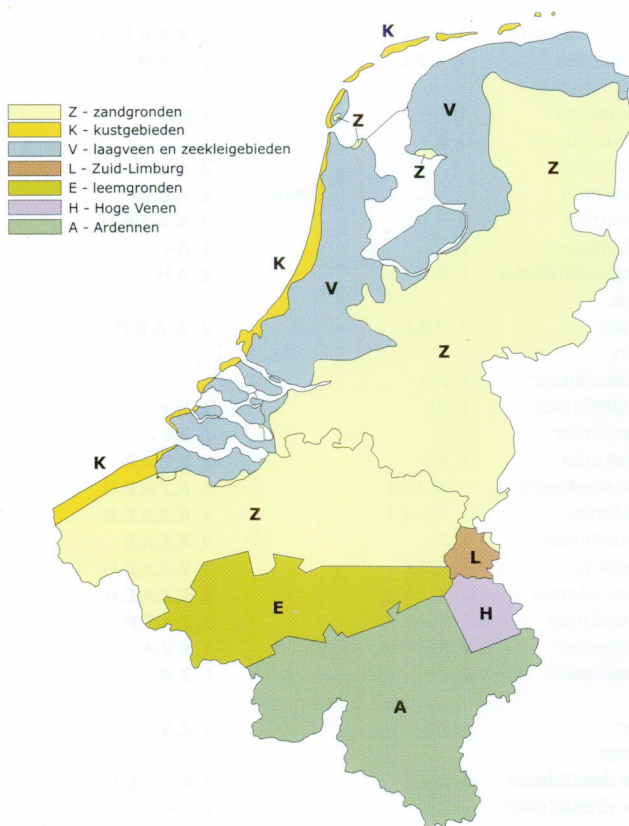 K
Z - zandgronden
K - kustgebieden
V - laagveen en zeekleigebieden
L - Zuid-Limburg
E - leemgronden
H - Hoge Venen
A - Ardennen
V
Z
Z
Z
K
V
Z
K
Z
L
E
H
A